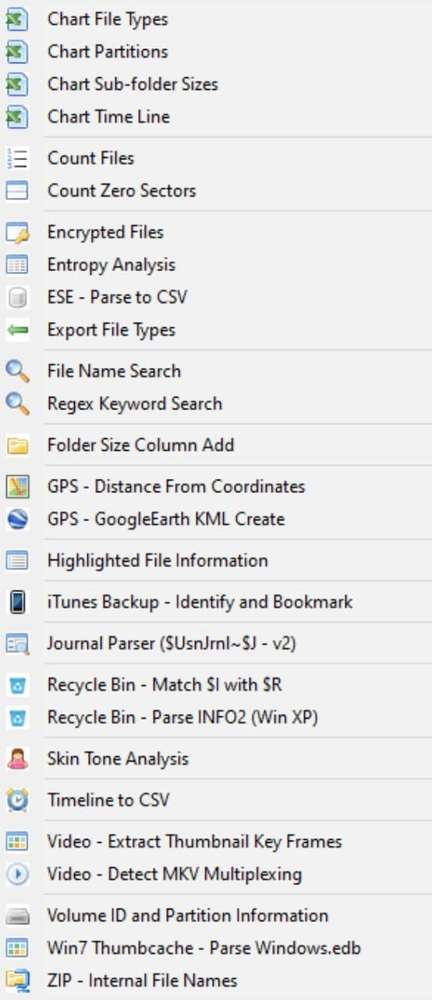 Chart File Types
Chart Partitions
Chart Sub-folder Sizes
Chart Time Line
Count Files
Count Zero Sectors
Encrypted Files
Entropy Analysis
ESE - Parse to CSV
Export File Types
File Name Search
Regex Keyword Search
Folder Size Column Add
GPS - Distance From Coordinates
GPS - GoogleEarth KML Create
Highlighted File Information
iTunes Backup - Identify and Bookmark
Journal Parser ($UsnJrnl~$J - v2)
Recycle Bin - Match $I with $R
Recycle Bin - Parse INFO2 (Win XP)
Skin Tone Analysis
Timeline to CSV
Video - Extract Thumbnail Key Frames
Video - Detect MKV Multiplexing
Volume ID and Partition Information
Win7 Thumbcache - Parse Windows.edb
ZIP - Internal File Names